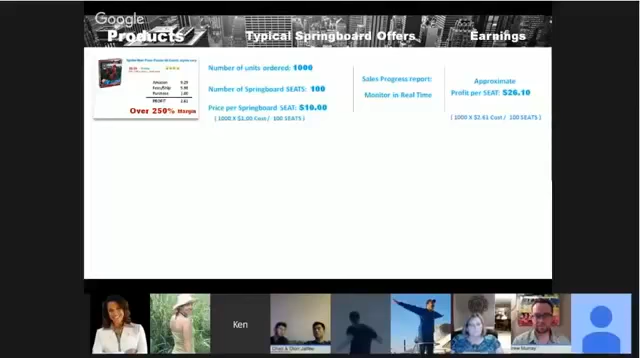 Google
Products
Typical Springboard Offers
Earnings
Amazon
PROFIT
Over 250% Margin
Number of units ordered: 1000
Number of Springboard SEATS: 100
Price per Springboard SEAT: $10.00
( 1000 X $1.00 Cost / 100 SEATS )
Sales Progress report:
Monitor in Real Time
Approximate
Profit per SEAT: $26.10
( 1000 X $2.61 Cost / 100 SEATS )
Ken